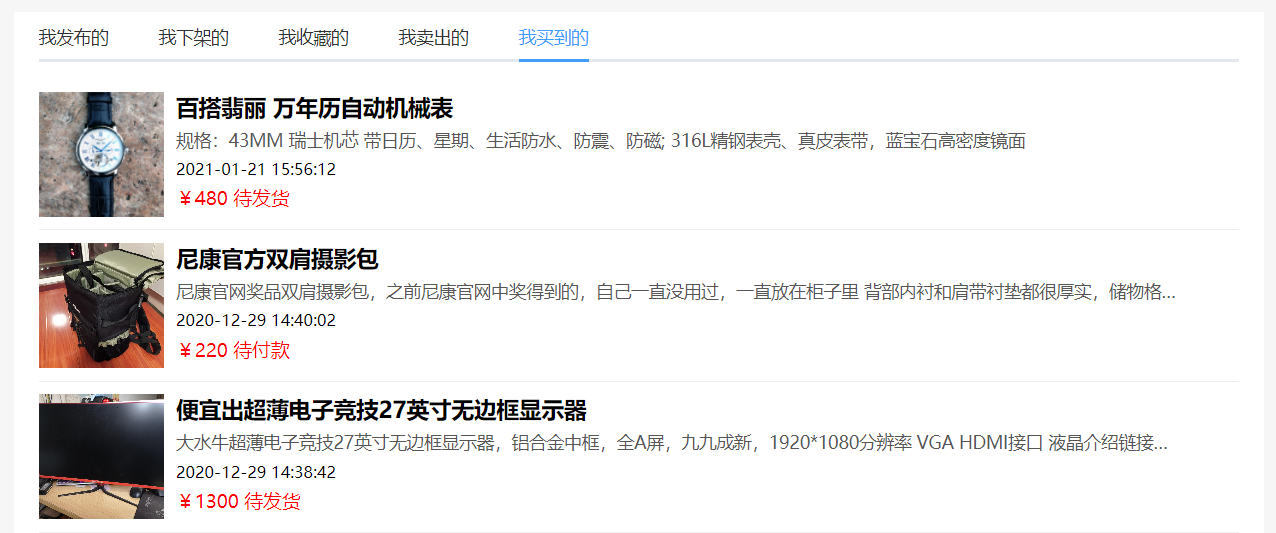 我发布的 我下架的 我收藏的 我卖出的 我买到的
百搭翡丽 万年历自动机械表
规格：43MM 瑞士机芯 带日历、星期、生活防水、防震、防磁; 316L精钢表壳、真皮表带，蓝宝石高密度镜面
2021-01-21 15:56:12
￥480 待发货
尼康官方双肩摄影包
尼康官网奖品双肩摄影包，之前尼康官网中奖得到的，自己一直没用过，一直放在柜子里 背部内衬和肩带衬垫都很厚实，储物格...
2020-12-29 14:40:02
￥220 待付款
便宜出超薄电子竞技27英寸无边框显示器
大水牛超薄电子竞技27英寸无边框显示器，铝合金中框，全A屏，九九成新，1920*1080分辨率 VGA HDMI接口 液晶介绍链接...
2020-12-29 14:38:42
￥1300 待发货